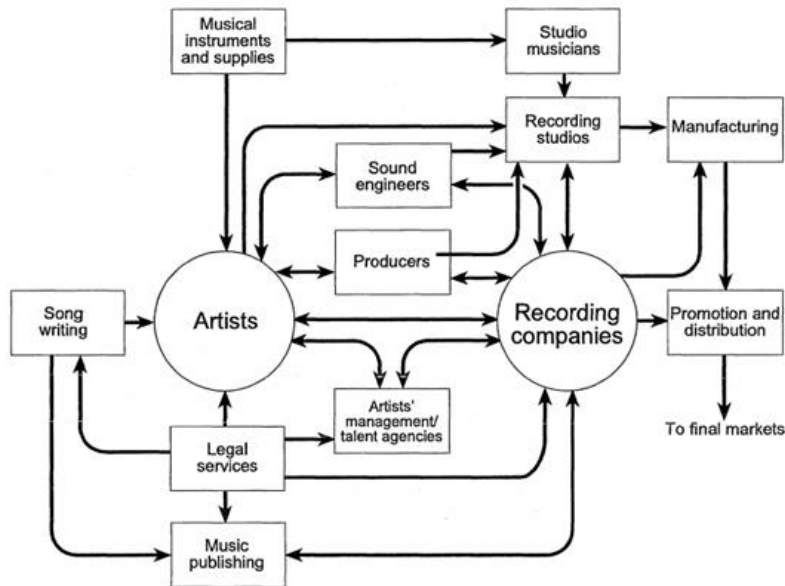 Musical
instruments
and supplies
Studio
musicians
Recording
studios
Manufacturing
Sound
engineers
Producers
Song
writing
Artists
Recording
companies
Promotion and
distribution
Artists'
management/
talent agencies
To final markets
Legal
services
Music
publishing